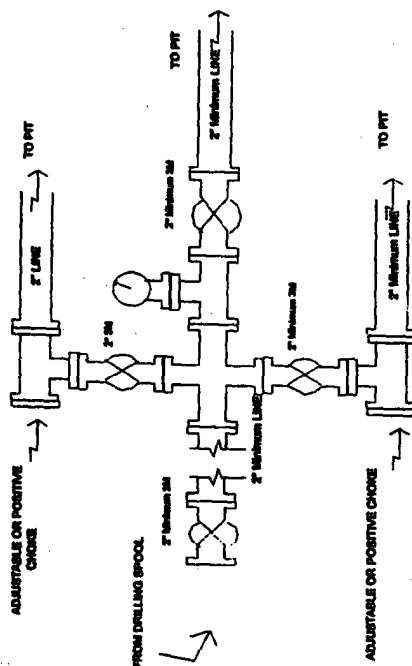 ADJUSTABLE OR POSITIVE
CHOKE
2" LINE
TO PIT
2" 3M
FROM DRILLING SPOOL
2" Minimum 3M
2" Minimum LINE
2" Minimum 3M
2" Minimum LINE
TO PIT
2" Minimum 3M
ADJUSTABLE OR POSITIVE CHOKE
2" Minimum LINE
TO PIT